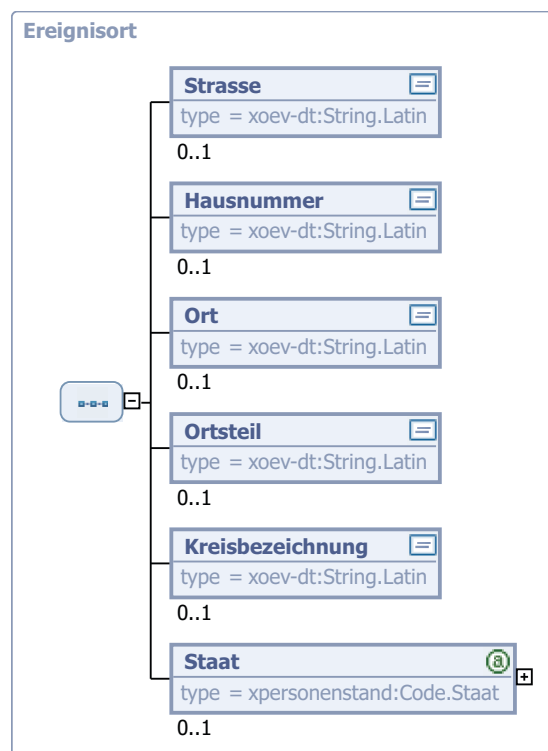 Ereignisort
Strasse
type = xoev-dt:String.Latin
0..1
Hausnummer
type = xoev-dt:String.Latin
0..1
Ort
type = xoev-dt:String.Latin
0..1
Ortsteil
type = xoev-dt:String.Latin
0..1
Kreisbezeichnung
type = xoev-dt:String.Latin
0..1
Staat
type = xpersonenstand:Code.Staat
0..1